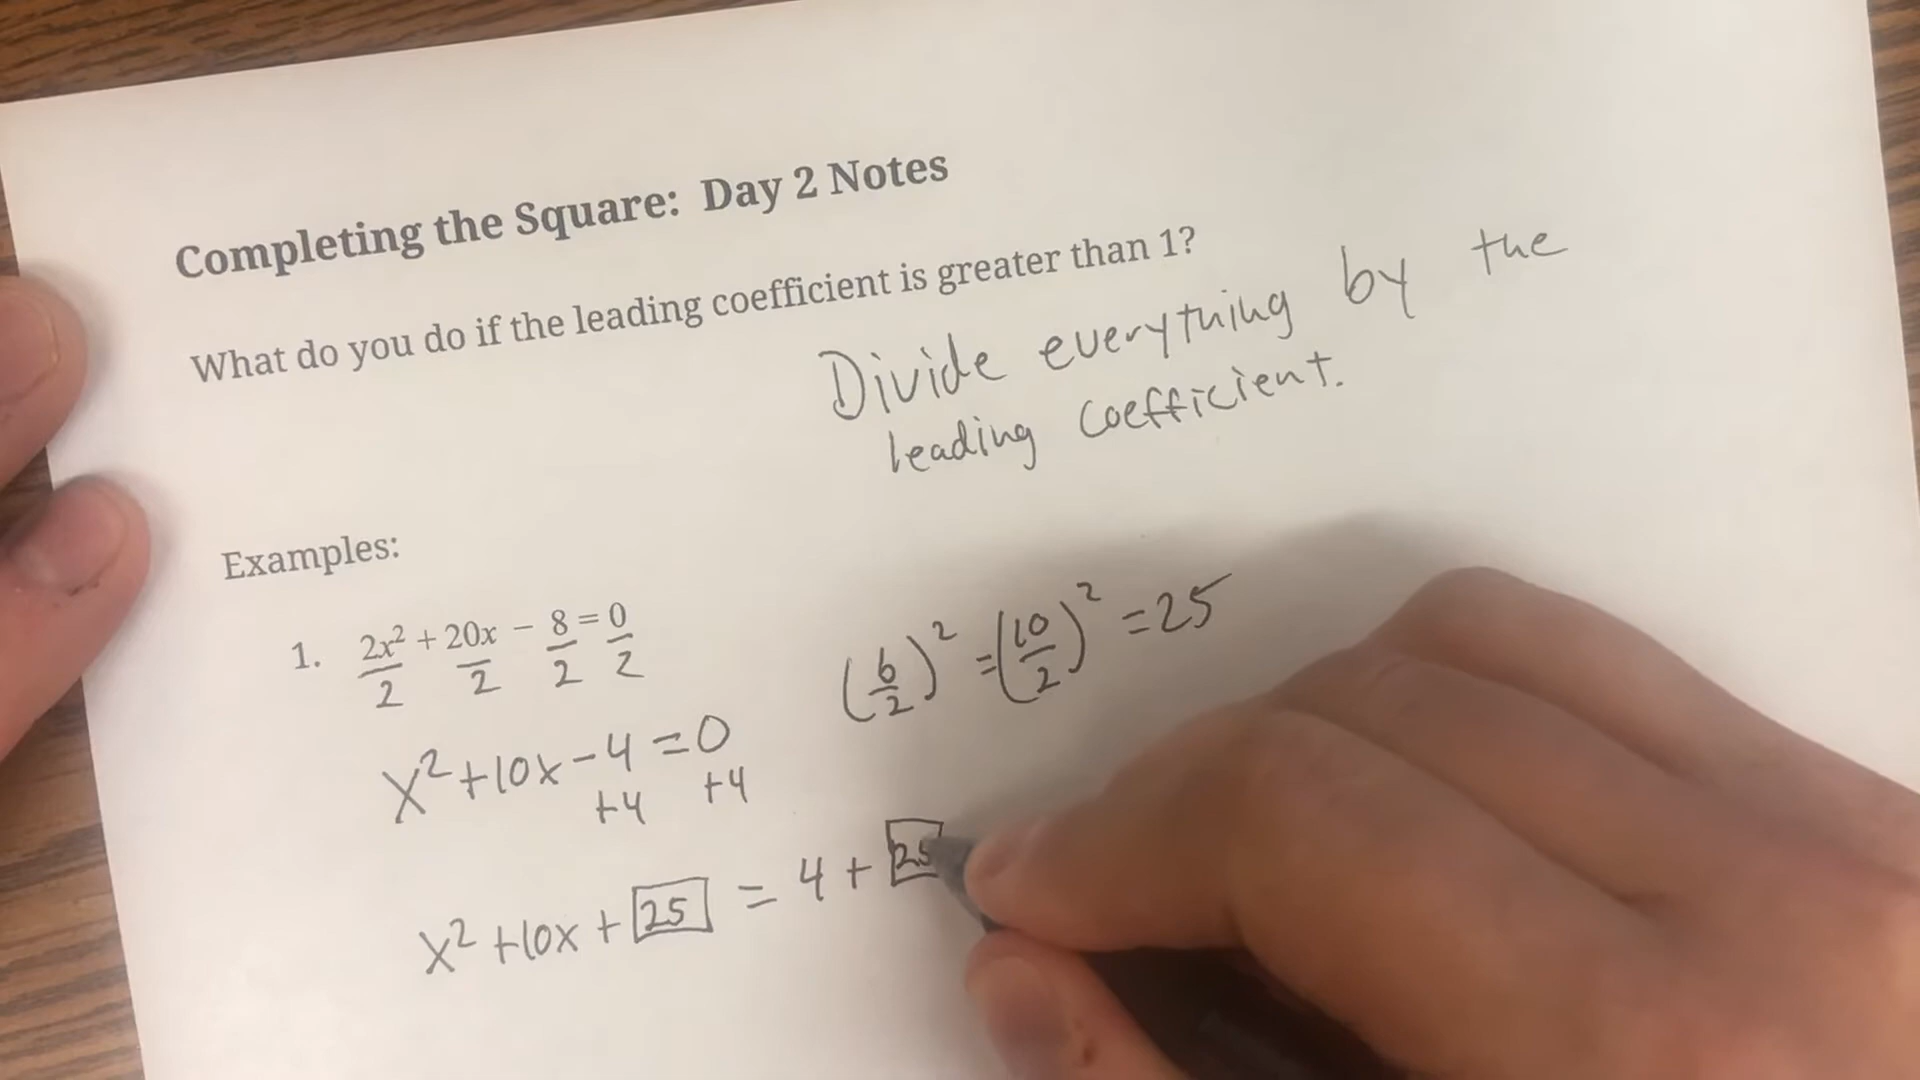 Completing the Square: Day 2 Notes
What do you do if the leading coefficient is greater than 1?
Divide everything by the
leading coefficient.
Examples:
1. 2x²/2 + 20x/2 - 8/2 = 0/2
(b/2)² = (10/2)² = 25
x² + 10x - 4 = 0
+4 +4
x² + 10x + 25 = 4 + 25